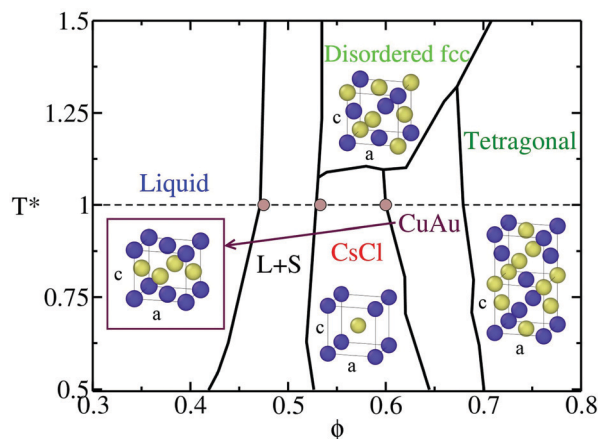 1.5
Disordered fcc
c
a
1.25
Tetragonal
Liquid
T*
1
CuAu
c
a
L+S
CsCl
c
a
c
a
0.75
0.5
0.3
0.4
0.5
0.6
0.7
0.8
ϕ